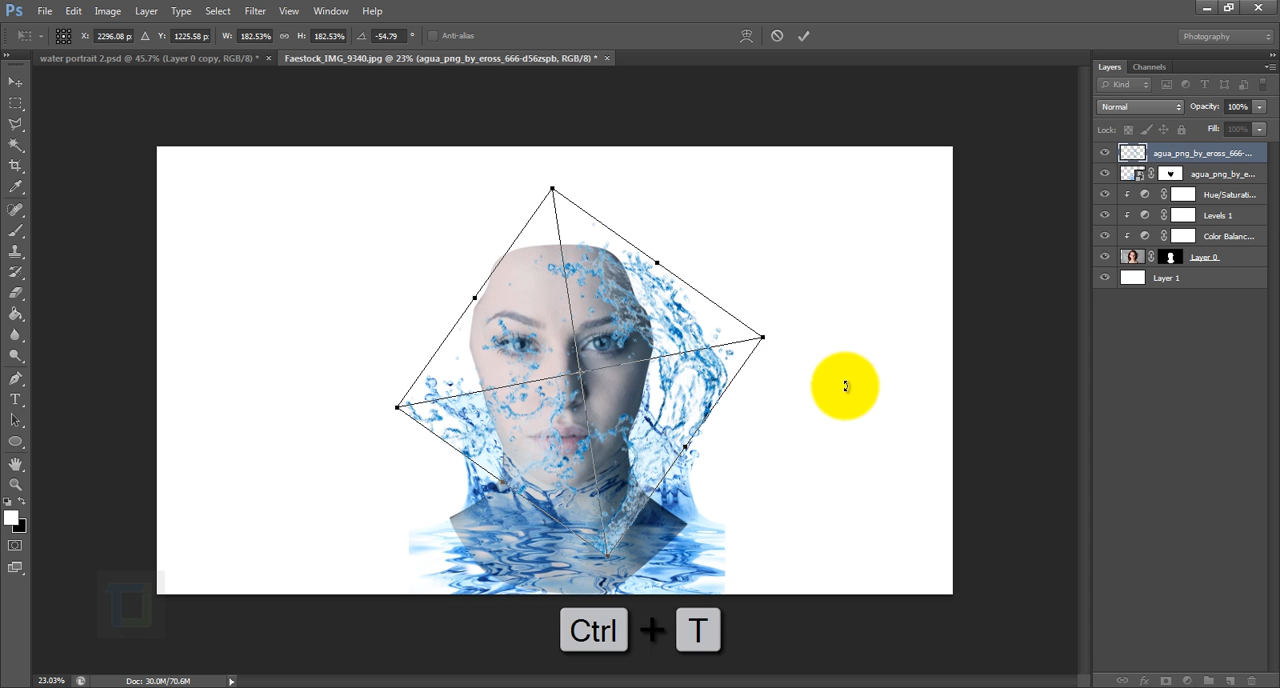 Ps File Edit Image Layer Type Select Filter View Window Help
X: 2296.08 p: Y: 1225.58 p: W: 182.53% H: 182.53% -54.79 ° Anti-alias Photography
water portrait 2.psd @ 45.7% (Layer 0 copy, RGB/8) * × Faestock_IMG_9340.jpg @ 23% (agua_png_by_eross_666-d56zspb, RGB/8) * ×
Layers Channels
Kind T
Normal Opacity: 100%
Lock: Fill: 100%
agua_png_by_eross_666-...
agua_png_by_e...
Hue/Saturati...
Levels 1
Color Balanc...
Layer 0
Layer 1
T
Ctrl + T
23.03% Doc: 30.0M/70.6M fx